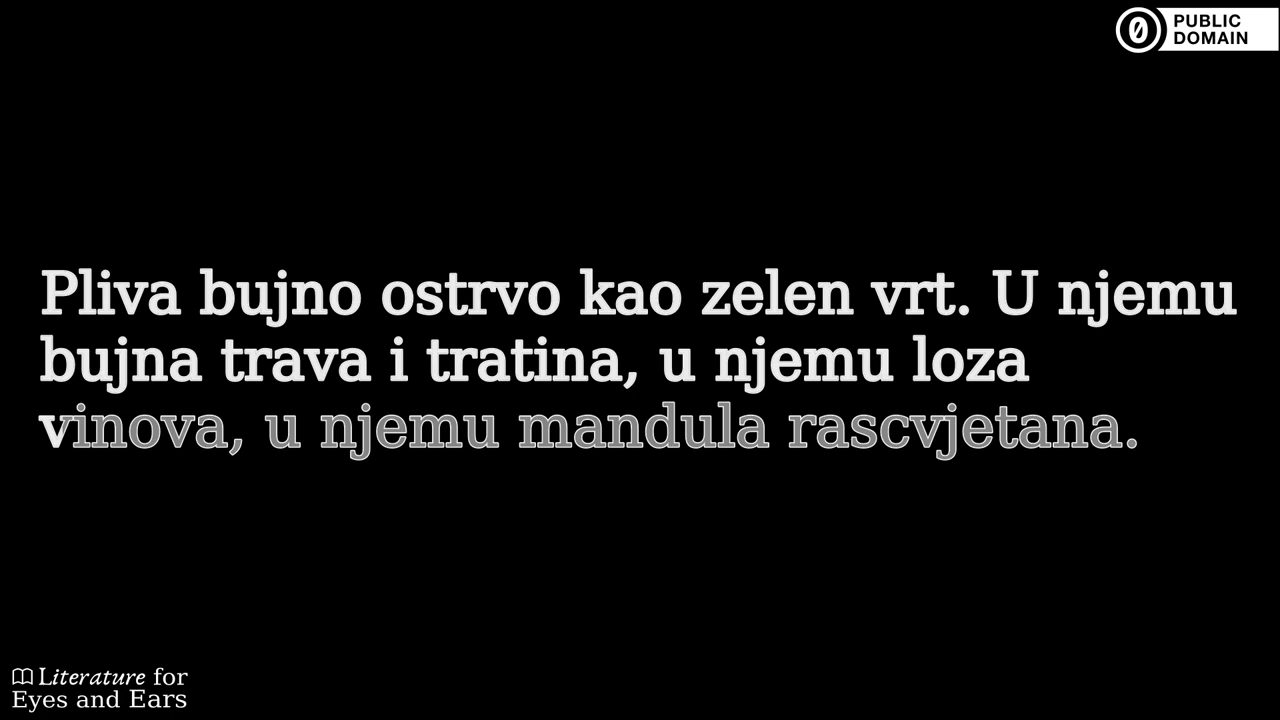 PUBLIC
DOMAIN
Pliva bujno ostrvo kao zelen vrt. U njemu
bujna trava i tratina, u njemu loza
vinova, u njemu mandula rascvjetana.
Literature for
Eyes and Ears